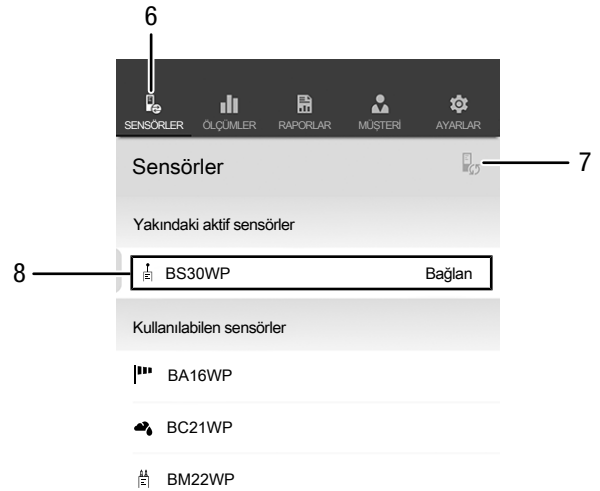 6
SENSÖRLER ÖLÇÜMLER RAPORLAR MÜŞTERİ AYARLAR
Sensörler
7
Yakındaki aktif sensörler
8
BS30WP Bağlan
Kullanılabilen sensörler
BA16WP
BC21WP
BM22WP